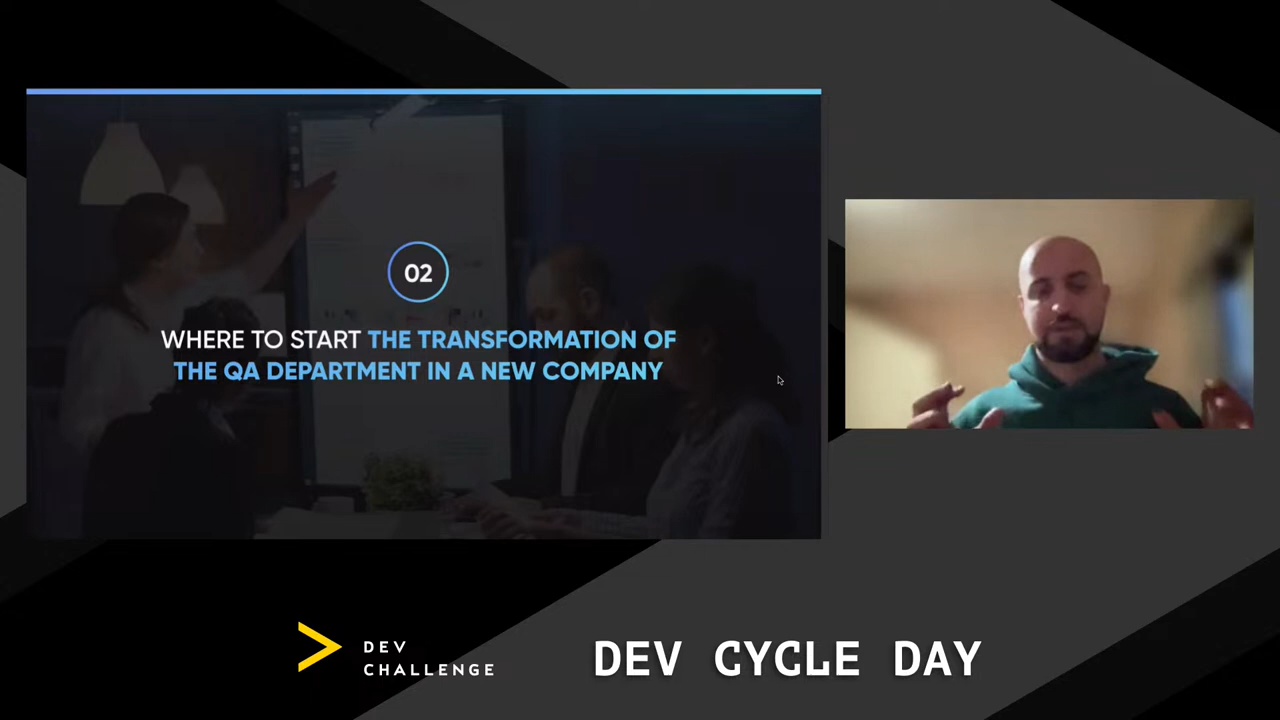 02
WHERE TO START THE TRANSFORMATION OF
THE QA DEPARTMENT IN A NEW COMPANY
DEV
CHALLENGE
DEV CYCLE DAY